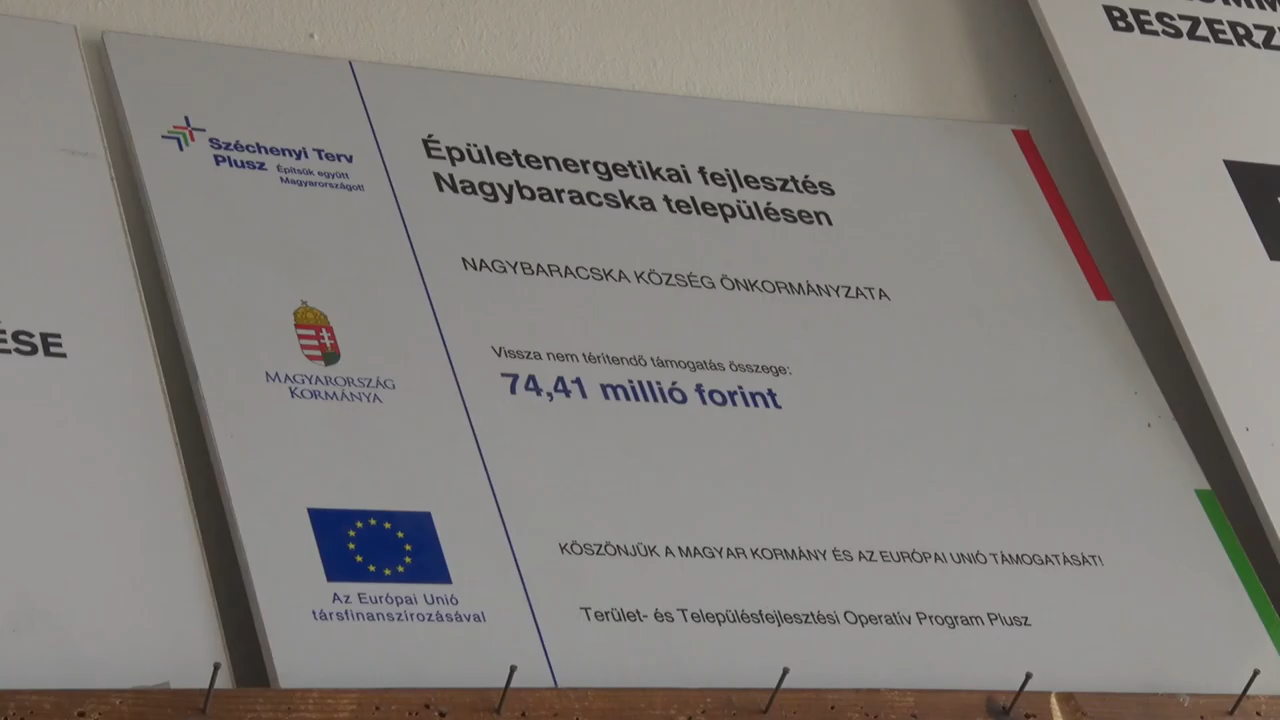 ÉSE
Széchenyi Terv
Plusz
Építsük együtt
Magyarországot!
MAGYARORSZÁG
KORMÁNYA
Az Európai Unió
társfinanszírozásával
Épületenergetikai fejlesztés
Nagybaracska településen
NAGYBARACSKA KÖZSÉG ÖNKORMÁNYZATA
Vissza nem térítendő támogatás összege:
74,41 millió forint
KÖSZÖNJÜK A MAGYAR KORMÁNY ÉS AZ EURÓPAI UNIÓ TÁMOGATÁSÁT!
Terület- és Településfejlesztési Operatív Program Plusz
BESZERZ